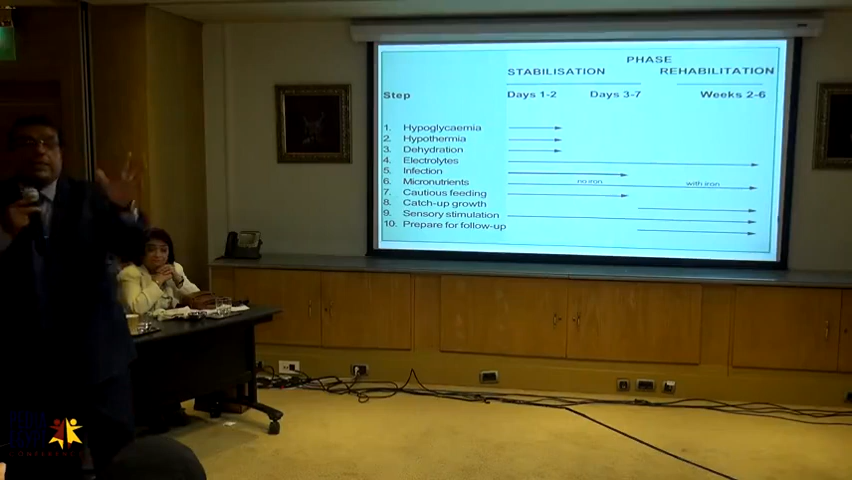 PHASE
STABILISATION REHABILITATION
Step Days 1-2 Days 3-7 Weeks 2-6
1. Hypoglycaemia
2. Hypothermia
3. Dehydration
4. Electrolytes
5. Infection
6. Micronutrients no iron with iron
7. Cautious feeding
8. Catch-up growth
9. Sensory stimulation
10. Prepare for follow-up
CONFERENCE